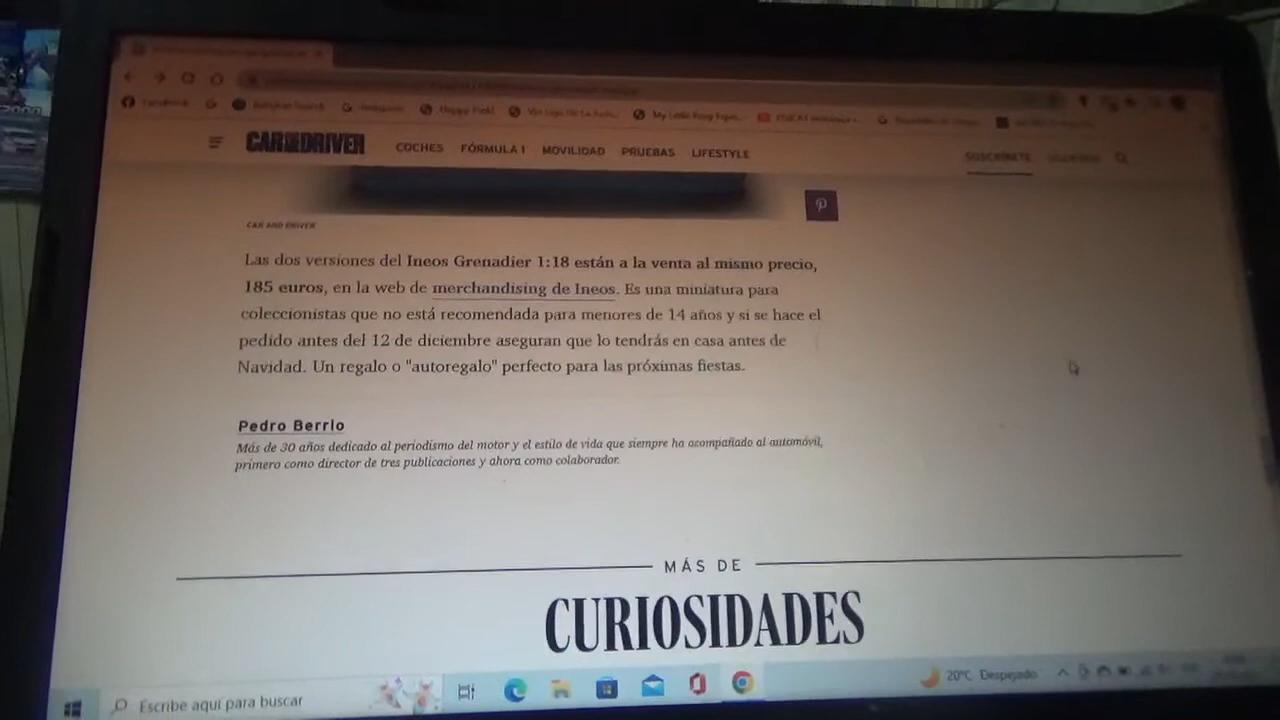 Facebook
CAR AND DRIVER
COCHES FÓRMULA 1 MOVILIDAD PRUEBAS LIFESTYLE
SUSCRÍBETE
CAR AND DRIVER
Las dos versiones del Ineos Grenadier 1:18 están a la venta al mismo precio,
185 euros, en la web de merchandising de Ineos. Es una miniatura para
coleccionistas que no está recomendada para menores de 14 años y si se hace el
pedido antes del 12 de diciembre aseguran que lo tendrás en casa antes de
Navidad. Un regalo o "autoregalo" perfecto para las próximas fiestas.
Pedro Berrio
Más de 30 años dedicado al periodismo del motor y el estilo de vida que siempre ha acompañado al automóvil,
primero como director de tres publicaciones y ahora como colaborador.
MÁS DE
CURIOSIDADES
Escribe aquí para buscar
20°C Despejado